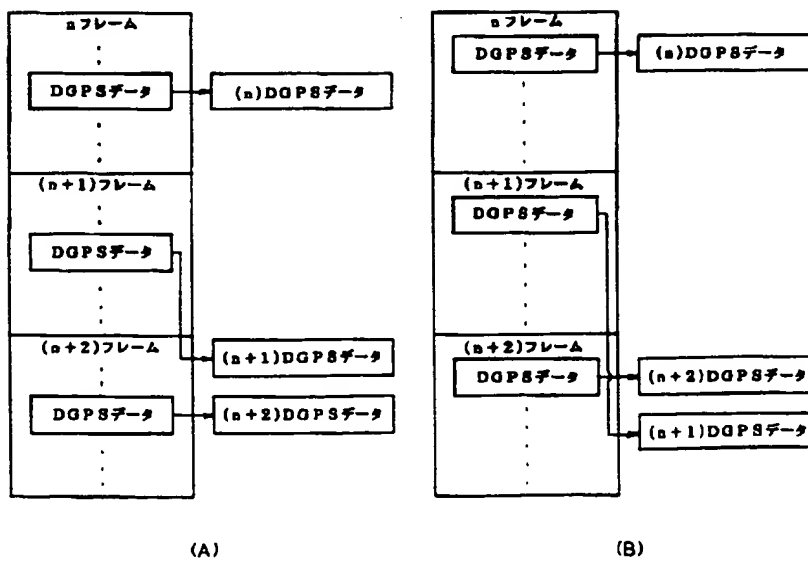 nフレーム
DGPSデータ
(n)DGPSデータ
(n+1)フレーム
DGPSデータ
(n+2)フレーム
(n+1)DGPSデータ
DGPSデータ
(n+2)DGPSデータ
(A)
nフレーム
DGPSデータ
(n)DGPSデータ
(n+1)フレーム
DGPSデータ
(n+2)フレーム
DGPSデータ
(n+2)DGPSデータ
(n+1)DGPSデータ
(B)